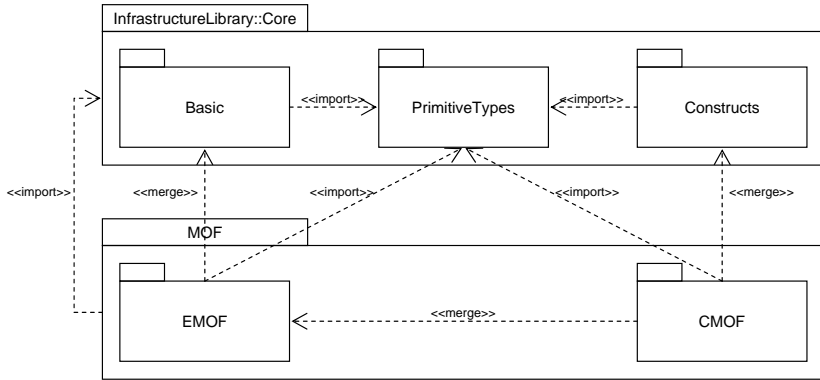 InfrastructureLibrary::Core
Basic
<<import>>
PrimitiveTypes
<<import>>
Constructs
<<import>>
<<merge>>
<<import>>
<<import>>
<<merge>>
MOF
EMOF
<<merge>>
CMOF